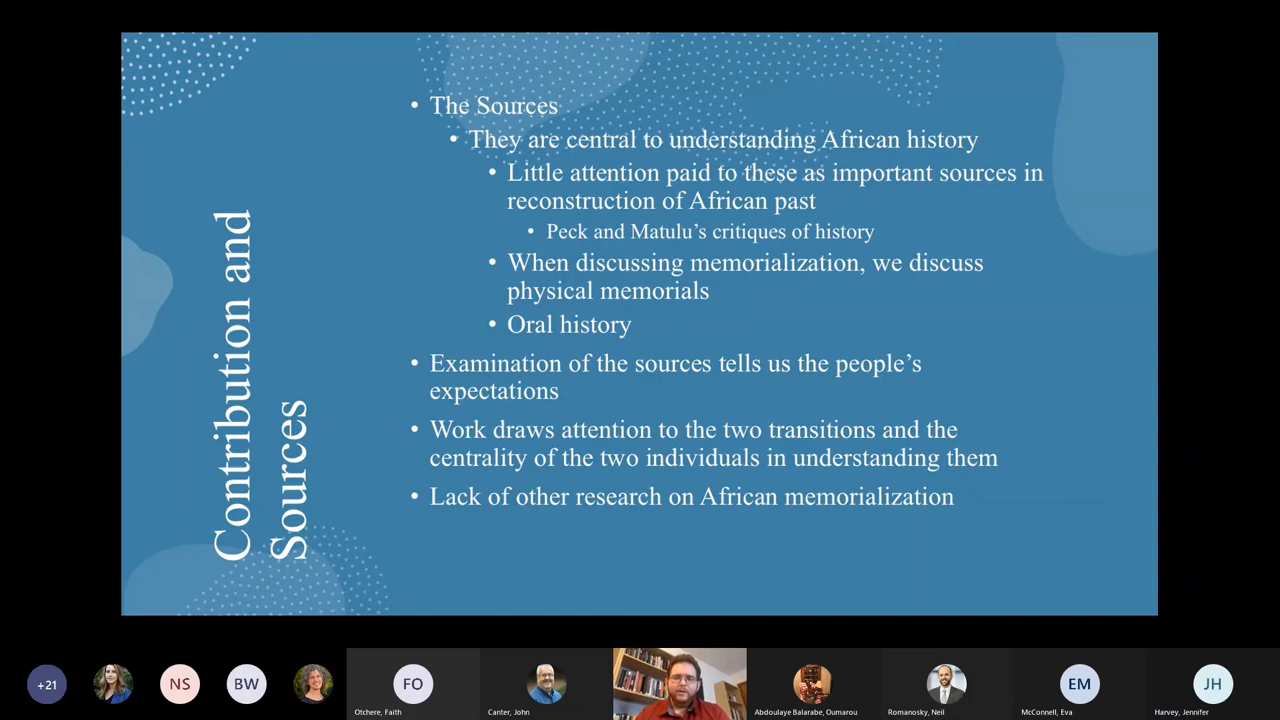 Contribution and
Sources
• The Sources
• They are central to understanding African history
• Little attention paid to these as important sources in
reconstruction of African past
• Peck and Matulu's critiques of history
• When discussing memorialization, we discuss
physical memorials
• Oral history
• Examination of the sources tells us the people's
expectations
• Work draws attention to the two transitions and the
centrality of the two individuals in understanding them
• Lack of other research on African memorialization
+21
NS
BW
FO
Otchere, Faith
Canter, John
Abdoulaye Balarabe, Oumarou
Romanosky, Neil
EM
McConnell, Eva
JH
Harvey, Jennifer